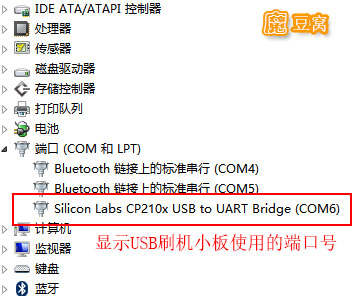 IDE ATA/ATAPI 控制器
魔豆窝
处理器
传感器
磁盘驱动器
存储控制器
打印队列
电池
端口 (COM 和 LPT)
Bluetooth 链接上的标准串行 (COM4)
Bluetooth 链接上的标准串行 (COM5)
Silicon Labs CP210x USB to UART Bridge (COM6)
计算机
监视器
显示USB刷机小板使用的端口号
键盘
蓝牙